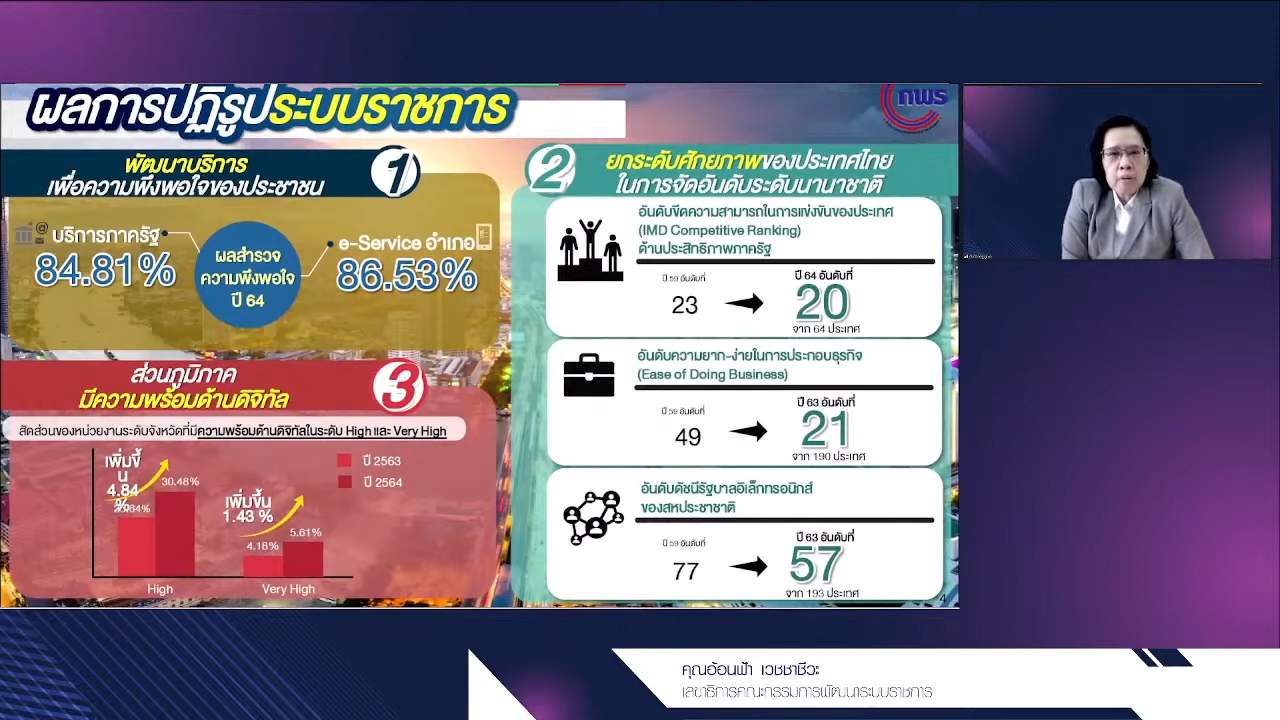 ผลการปฏิรูประบบราชการ
กพร
พัฒนาบริการ
เพื่อความพึงพอใจของประชาชน
1
@ บริการภาครัฐ
84.81%
ผลสำรวจ
ความพึงพอใจ
ปี 64
e-Service อำเภอ
86.53%
2
ยกระดับศักยภาพของประเทศไทย
ในการจัดอันดับระดับนานาชาติ
อันดับขีดความสามารถในการแข่งขันของประเทศ
(IMD Competitive Ranking)
ด้านประสิทธิภาพภาครัฐ
ปี 59 อันดับที่
23
ปี 64 อันดับที่
20
จาก 64 ประเทศ
อันดับความยาก-ง่ายในการประกอบธุรกิจ
(Ease of Doing Business)
ปี 59 อันดับที่
49
ปี 63 อันดับที่
21
จาก 190 ประเทศ
อันดับดัชนีรัฐบาลอิเล็กทรอนิกส์
ของสหประชาชาติ
ปี 59 อันดับที่
77
ปี 63 อันดับที่
57
จาก 193 ประเทศ
4
ส่วนภูมิภาค
มีความพร้อมด้านดิจิทัล
3
สัดส่วนของหน่วยงานระดับจังหวัดที่มีความพร้อมด้านดิจิทัลในระดับ High และ Very High
เพิ่มขึ้
น
4.84
%
30.48%
เพิ่มขึ้น
1.43 %
4.18%
5.61%
ปี 2563
ปี 2564
High
Very High
คุณอ้อนฟ้า เวชชาชีวะ
เลขาธิการคณะกรรมการพัฒนาระบบราชการ